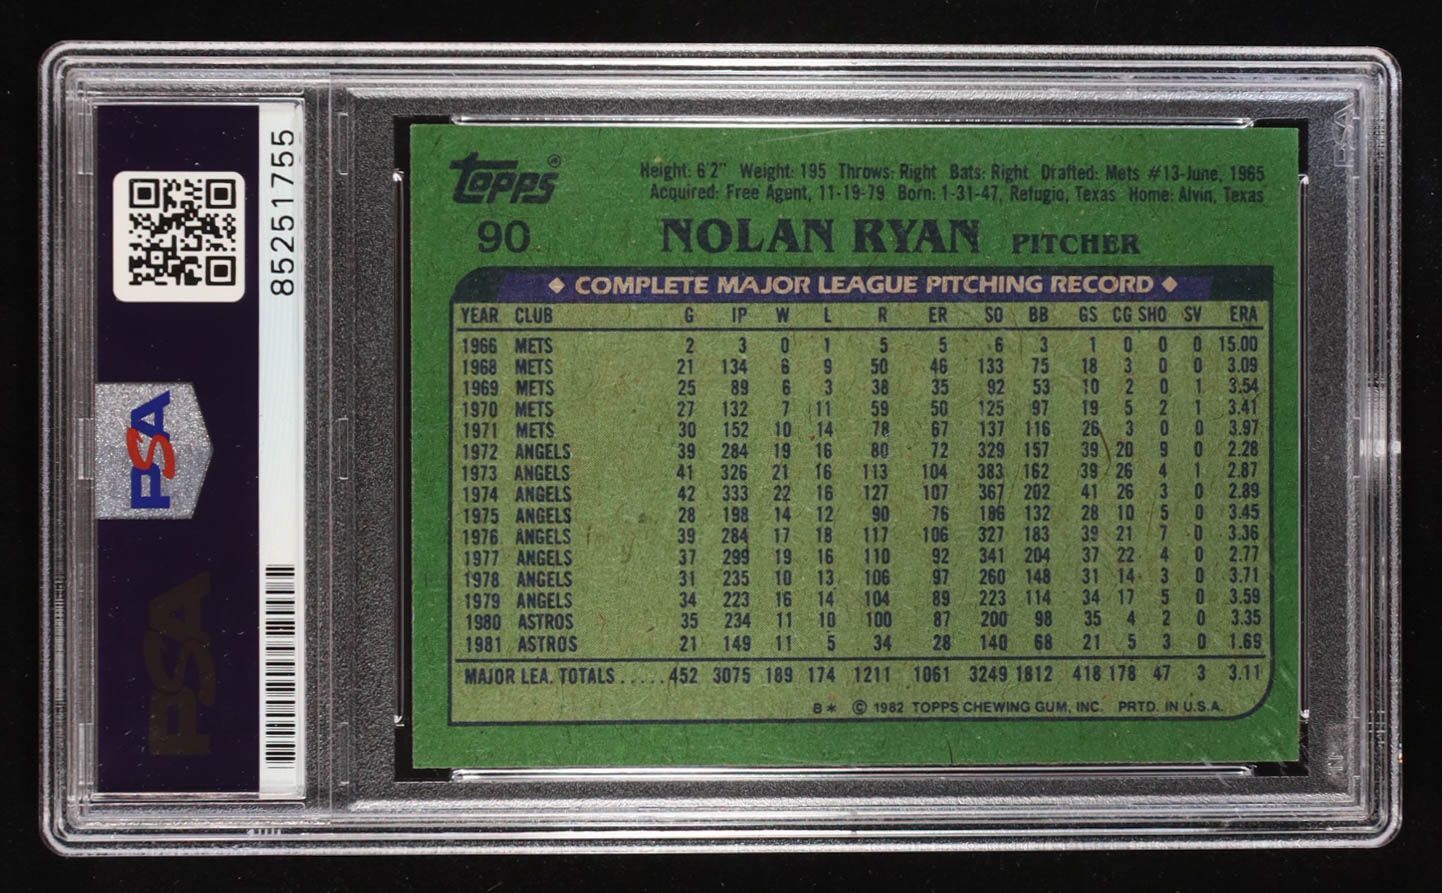 85251755
PSA
PSA
Topps®
Height: 6'2" Weight: 195 Throws: Right Bats: Right Drafted: Mets #13-June, 1965
Acquired: Free Agent, 11-19-79 Born: 1-31-47, Refugio, Texas Home: Alvin, Texas
90 NOLAN RYAN PITCHER
◆ COMPLETE MAJOR LEAGUE PITCHING RECORD ◆
YEAR CLUB G IP W L R ER SO BB GS CG SHO SV ERA
1966 METS 2 3 0 1 5 5 6 3 1 0 0 0 15.00
1968 METS 21 134 6 9 50 46 133 75 18 3 0 0 3.09
1969 METS 25 89 6 3 38 35 92 53 10 2 0 1 3.54
1970 METS 27 132 7 11 59 50 125 97 19 5 2 1 3.41
1971 METS 30 152 10 14 78 67 137 116 26 3 0 0 3.97
1972 ANGELS 39 284 19 16 80 72 329 157 39 20 9 0 2.28
1973 ANGELS 41 326 21 16 113 104 383 162 39 26 4 1 2.87
1974 ANGELS 42 333 22 16 127 107 367 202 41 26 3 0 2.89
1975 ANGELS 28 198 14 12 90 76 186 132 28 10 5 0 3.45
1976 ANGELS 39 284 17 18 117 106 327 183 39 21 7 0 3.36
1977 ANGELS 37 299 19 16 110 92 341 204 37 22 4 0 2.77
1978 ANGELS 31 235 10 13 106 97 260 148 31 14 3 0 3.71
1979 ANGELS 34 223 16 14 104 89 223 114 34 17 5 0 3.59
1980 ASTROS 35 234 11 10 100 87 200 98 35 4 2 0 3.35
1981 ASTROS 21 149 11 5 34 28 140 68 21 5 3 0 1.69
MAJOR LEA. TOTALS.....452 3075 189 174 1211 1061 3249 1812 418 178 47 3 3.11
B* © 1982 TOPPS CHEWING GUM, INC. PRTD. IN U.S.A.